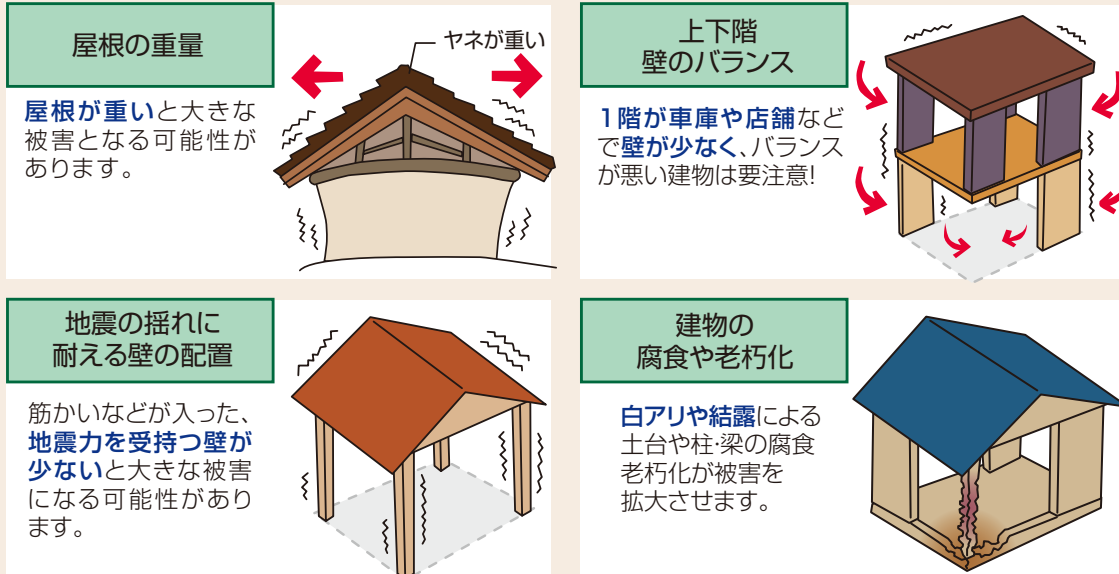 屋根の重量
ヤネが重い
屋根が重いと大きな
被害となる可能性が
あります。
上下階
壁のバランス
1階が車庫や店舗など
で壁が少なく、バランス
が悪い建物は要注意!
地震の揺れに
耐える壁の配置
筋かいなどが入った、
地震力を受持つ壁が
少ないと大きな被害
になる可能性があり
ます。
建物の
腐食や老朽化
白アリや結露による
土台や柱・梁の腐食
老朽化が被害を
拡大させます。